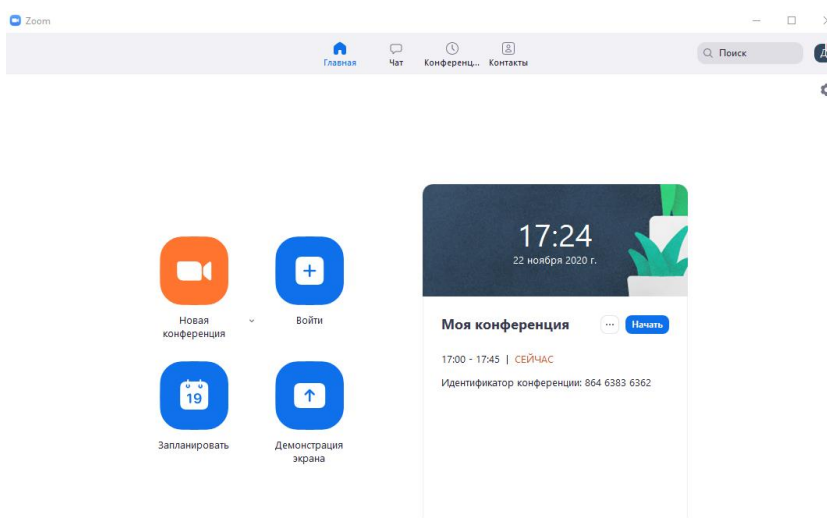 Zoom
Главная
Чат
Конференц...
Контакты
Поиск
17:24
22 ноября 2020 г.
Новая
конференция
Войти
Моя конференция
Начать
17:00 - 17:45 | СЕЙЧАС
Идентификатор конференции: 864 6383 6362
19
Запланировать
Демонстрация
экрана